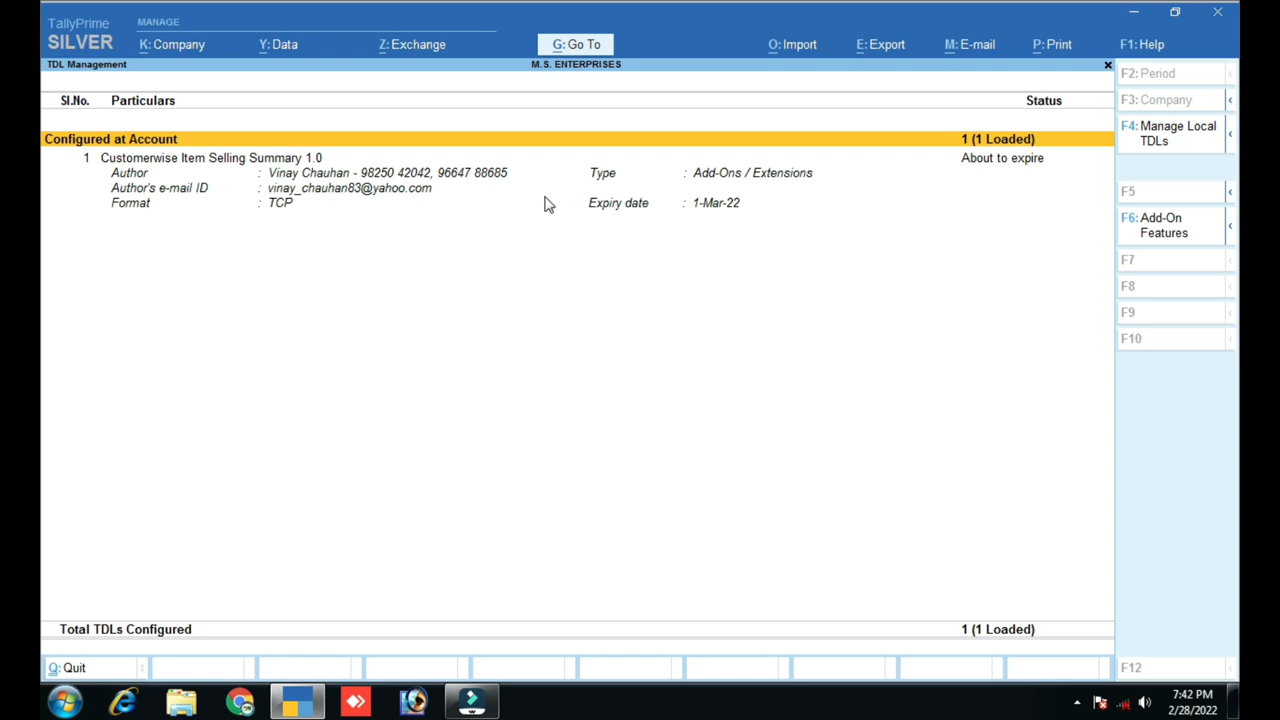 TallyPrime MANAGE
SILVER K: Company Y: Data Z: Exchange G: Go To O: Import E: Export M: E-mail P: Print F1: Help
TDL Management M.S. ENTERPRISES
F2: Period
Sl.No. Particulars Status
F3: Company
F4: Manage Local
TDLs
Configured at Account 1 (1 Loaded)
1 Customerwise Item Selling Summary 1.0 About to expire
Author : Vinay Chauhan - 98250 42042, 96647 88685 Type : Add-Ons / Extensions
Author's e-mail ID : vinay_chauhan83@yahoo.com
Format : TCP Expiry date : 1-Mar-22
F5
F6: Add-On
Features
F7
F8
F9
F10
Total TDLs Configured 1 (1 Loaded)
Q: Quit F12
7:42 PM
2/28/2022